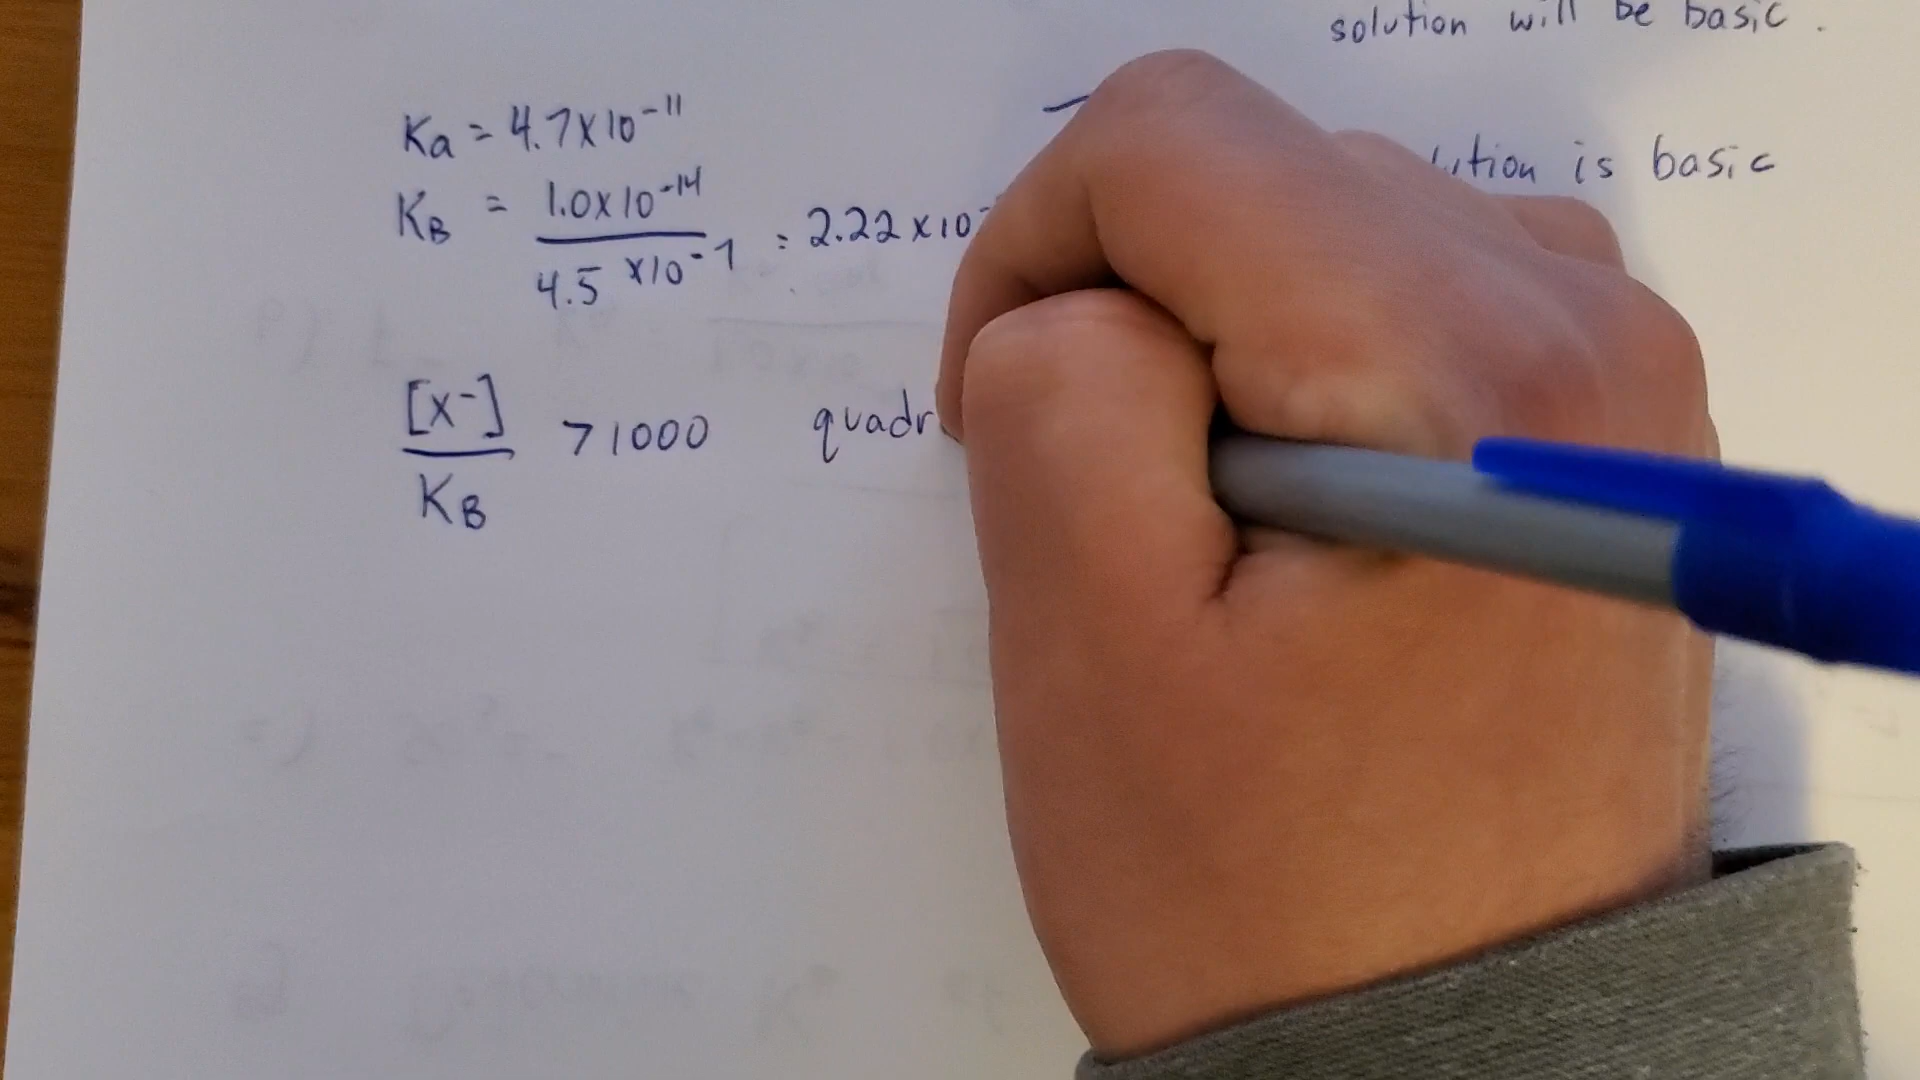 solution will be basic.
Ka = 4.7x10-11
is basic
KB = 1.0x10-14 / 4.5 x10-7 = 2.22x10-
[x-] / KB > 1000 quadr